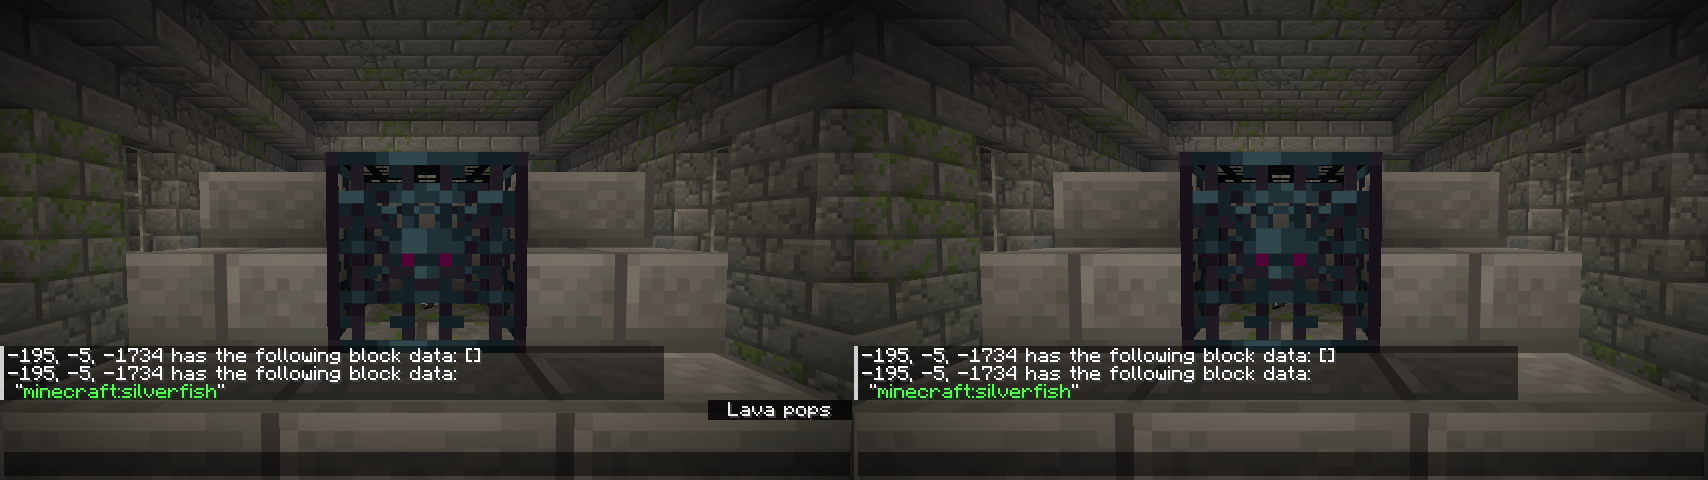 -195, -5, -1734 has the following block data: []
-195, -5, -1734 has the following block data:
"minecraft:silverfish"
Lava pops
-195, -5, -1734 has the following block data: []
-195, -5, -1734 has the following block data:
"minecraft:silverfish"